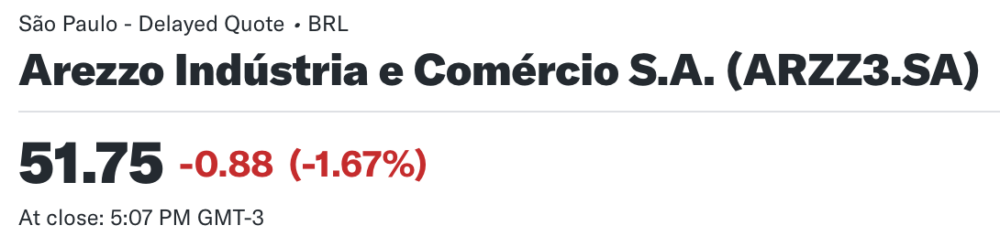 São Paulo - Delayed Quote • BRL
Arezzo Indústria e Comércio S.A. (ARZZ3.SA)
51.75 -0.88 (-1.67%)
At close: 5:07 PM GMT-3